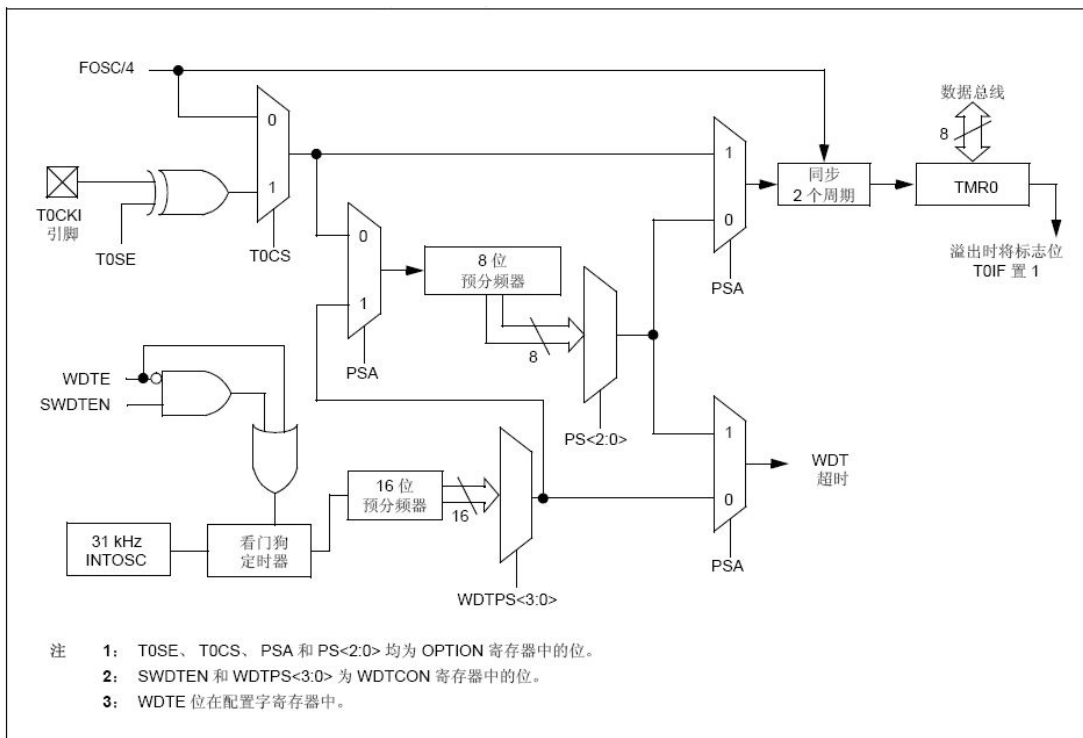 FOSC/4
数据总线
8
0
1
1
0
同步
2 个周期
TMR0
T0CKI
引脚
T0SE
T0CS
0
1
8 位
预分频器
8
PSA
溢出时将标志位
T0IF 置 1
PSA
WDTE
SWDTEN
PS<2:0>
1
0
WDT
超时
16 位
预分频器
16
31 kHz
INTOSC
看门狗
定时器
PSA
WDTPS<3:0>
注 1： T0SE、 T0CS、 PSA 和 PS<2:0> 均为 OPTION 寄存器中的位。
2： SWDTEN 和 WDTPS<3:0> 为 WDTCON 寄存器中的位。
3： WDTE 位在配置字寄存器中。